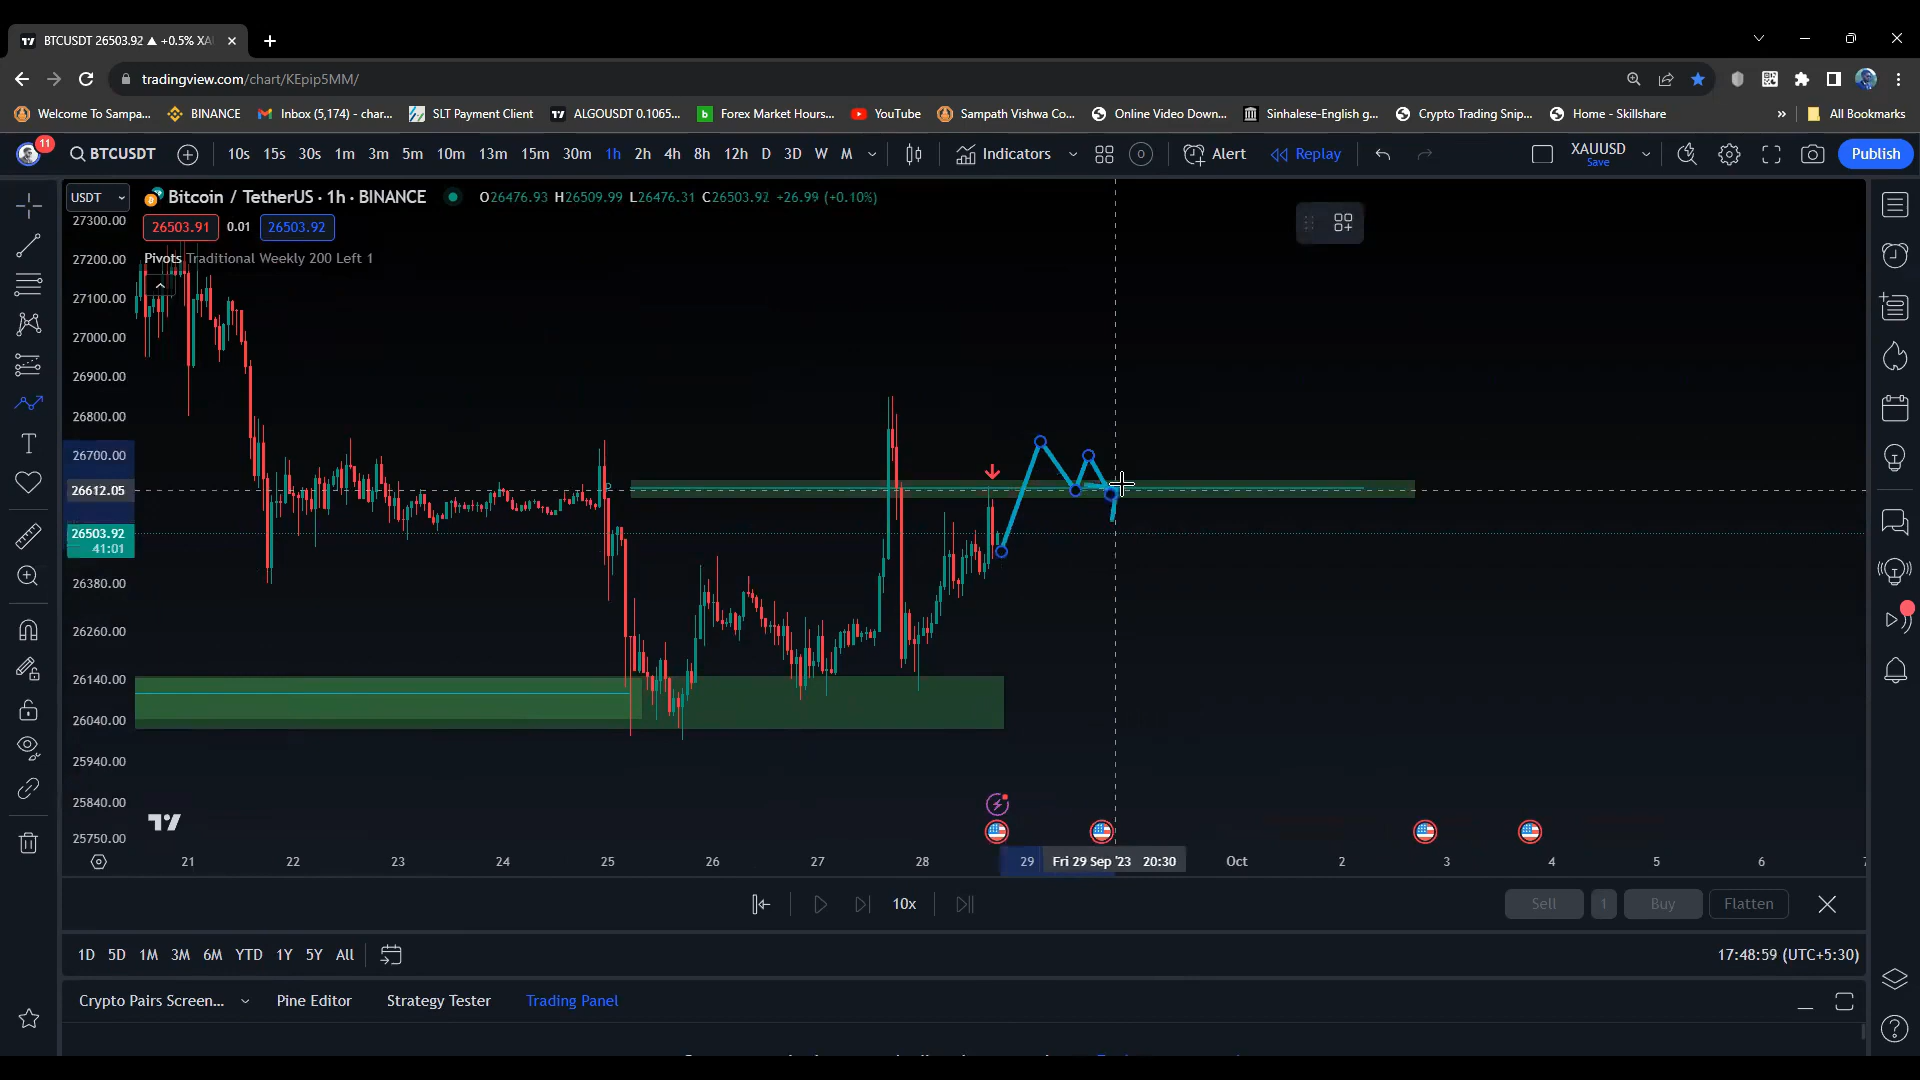 BTCUSDT 26503.92 ▲ +0.5% XA
tradingview.com/chart/KEpip5MM/
Welcome To Sampa... BINANCE Inbox (5,174) - char... SLT Payment Client ALGOUSDT 0.1065... Forex Market Hours... YouTube Sampath Vishwa Co... Online Video Down... Sinhalese-English g... Crypto Trading Snip... Home - Skillshare » All Bookmarks
11 BTCUSDT 10s 15s 30s 1m 3m 5m 10m 13m 15m 30m 1h 2h 4h 8h 12h D 3D W M Indicators Alert Replay XAUUSD Save Publish
USDT Bitcoin / TetherUS · 1h · BINANCE O26476.93 H26509.99 L26476.31 C26503.92 +26.99 (+0.10%)
26503.91 0.01 26503.92
Pivots Traditional Weekly 200 Left 1
27300.00
27200.00
27100.00
27000.00
26900.00
26800.00
26700.00
26612.05
26503.92
41:01
26380.00
26260.00
26140.00
26040.00
25940.00
25840.00
25750.00
21 22 23 24 25 26 27 28 29 Fri 29 Sep '23 20:30 Oct 2 3 4 5 6
10x Sell 1 Buy Flatten
1D 5D 1M 3M 6M YTD 1Y 5Y All 17:48:59 (UTC+5:30)
Crypto Pairs Screen... Pine Editor Strategy Tester Trading Panel